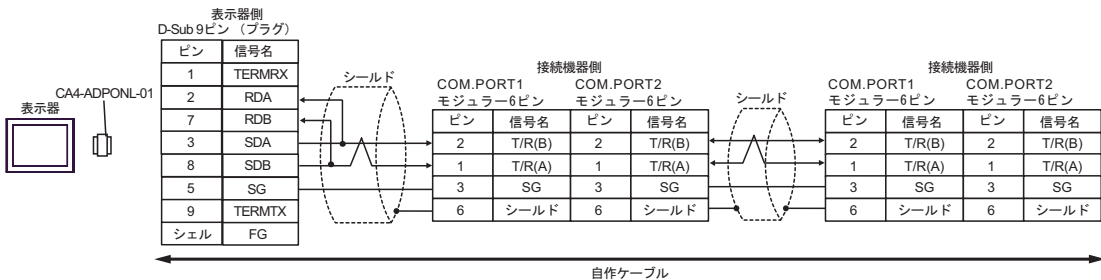 表示器側
D-Sub 9ピン （プラグ）
ピン 信号名
1 TERMRX
2 RDA
7 RDB
3 SDA
8 SDB
5 SG
9 TERMTX
シェル FG
CA4-ADPONL-01
表示器
シールド
接続機器側
COM.PORT1 COM.PORT2
モジュラー6ピン モジュラー6ピン
ピン 信号名 ピン 信号名
2 T/R(B) 2 T/R(B)
1 T/R(A) 1 T/R(A)
3 SG 3 SG
6 シールド 6 シールド
シールド
接続機器側
COM.PORT1 COM.PORT2
モジュラー6ピン モジュラー6ピン
ピン 信号名 ピン 信号名
2 T/R(B) 2 T/R(B)
1 T/R(A) 1 T/R(A)
3 SG 3 SG
6 シールド 6 シールド
自作ケーブル